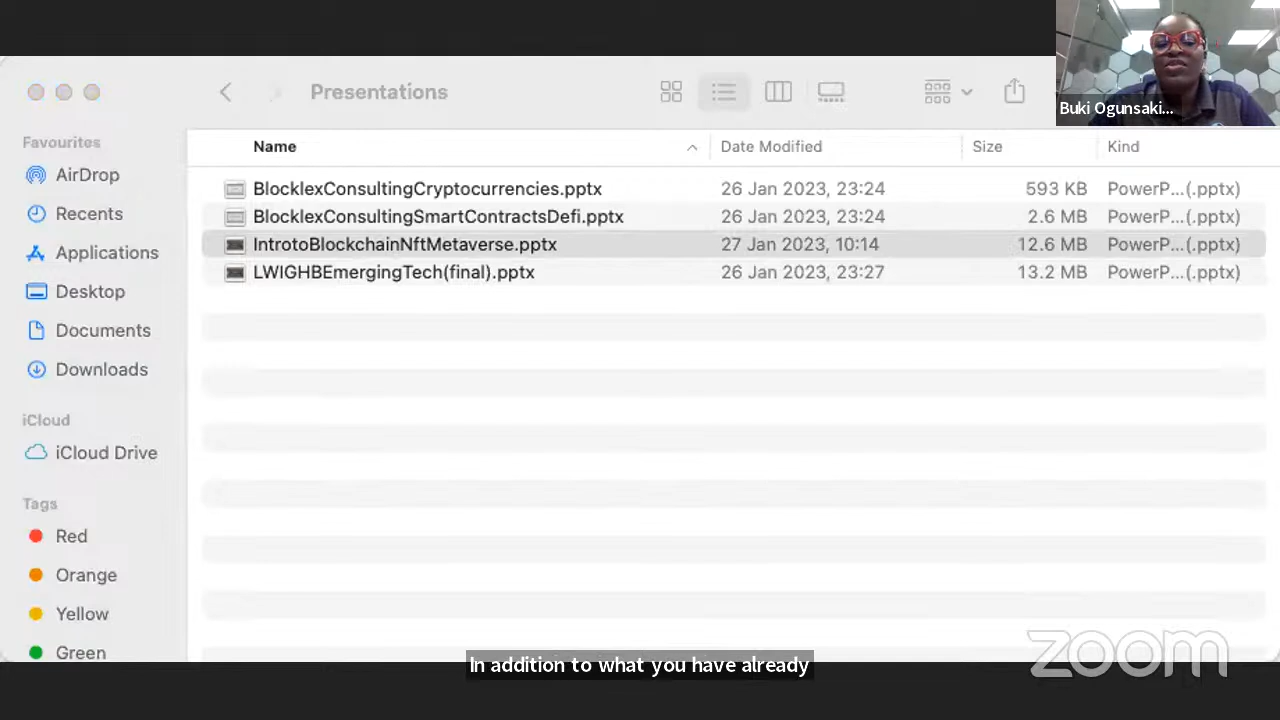 Presentations
Buki Ogunsaki...
Favourites
AirDrop
Recents
Applications
Desktop
Documents
Downloads
iCloud
iCloud Drive
Tags
Red
Orange
Yellow
Green
Name Date Modified Size Kind
BlocklexConsultingCryptocurrencies.pptx 26 Jan 2023, 23:24 593 KB PowerP...(.pptx)
BlocklexConsultingSmartContractsDefi.pptx 26 Jan 2023, 23:24 2.6 MB PowerP...(.pptx)
IntrotoBlockchainNftMetaverse.pptx 27 Jan 2023, 10:14 12.6 MB PowerP...(.pptx)
LWIGHBEmergingTech(final).pptx 26 Jan 2023, 23:27 13.2 MB PowerP...(.pptx)
zoom
In addition to what you have already